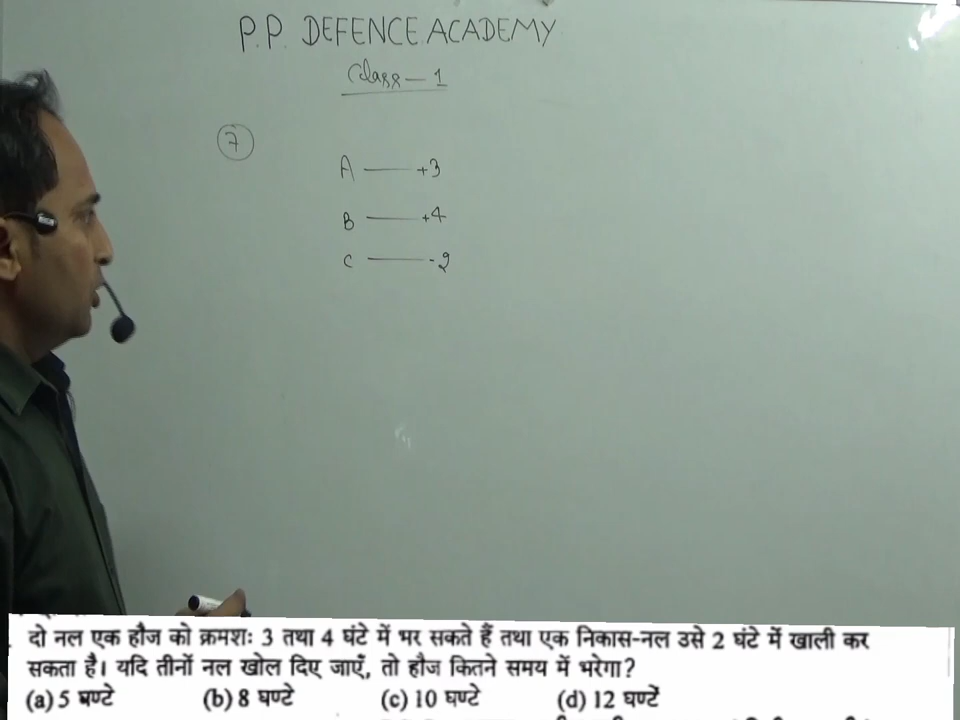 P.P. DEFENCE ACADEMY
Class - 1
7
A —— +3
B —— +4
C —— -2
दो नल एक हौज को क्रमशः 3 तथा 4 घंटे में भर सकते हैं तथा एक निकास-नल उसे 2 घंटे में खाली कर
सकता है। यदि तीनों नल खोल दिए जाएँ, तो हौज कितने समय में भरेगा?
(a) 5 घण्टे (b) 8 घण्टे (c) 10 घण्टे (d) 12 घण्टें